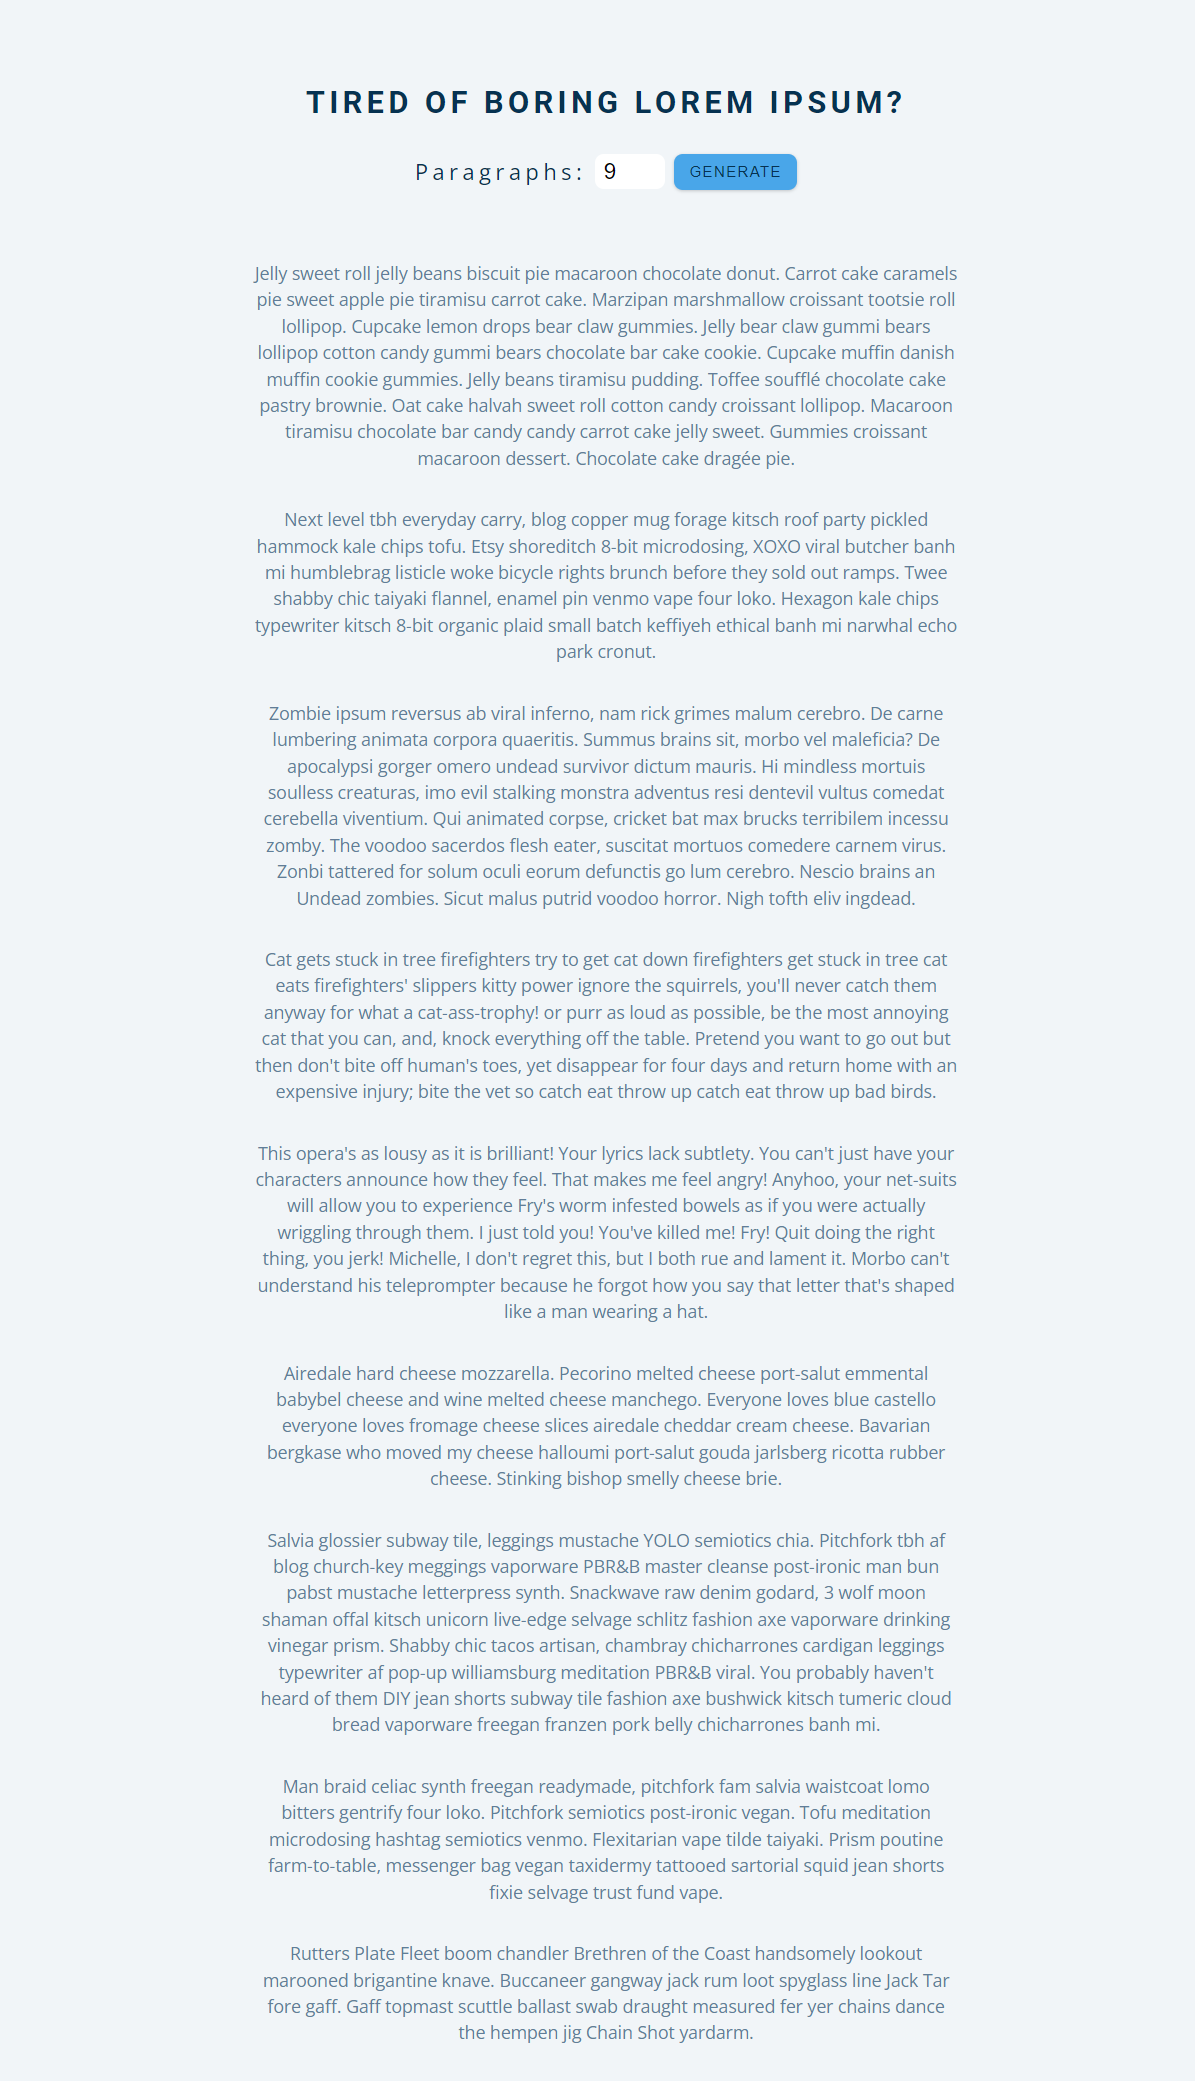 TIRED OF BORING LOREM IPSUM?
Paragraphs: 9 GENERATE
Jelly sweet roll jelly beans biscuit pie macaroon chocolate donut. Carrot cake caramels
pie sweet apple pie tiramisu carrot cake. Marzipan marshmallow croissant tootsie roll
lollipop. Cupcake lemon drops bear claw gummies. Jelly bear claw gummi bears
lollipop cotton candy gummi bears chocolate bar cake cookie. Cupcake muffin danish
muffin cookie gummies. Jelly beans tiramisu pudding. Toffee soufflé chocolate cake
pastry brownie. Oat cake halvah sweet roll cotton candy croissant lollipop. Macaroon
tiramisu chocolate bar candy candy carrot cake jelly sweet. Gummies croissant
macaroon dessert. Chocolate cake dragée pie.
Next level tbh everyday carry, blog copper mug forage kitsch roof party pickled
hammock kale chips tofu. Etsy shoreditch 8-bit microdosing, XOXO viral butcher banh
mi humblebrag listicle woke bicycle rights brunch before they sold out ramps. Twee
shabby chic taiyaki flannel, enamel pin venmo vape four loko. Hexagon kale chips
typewriter kitsch 8-bit organic plaid small batch keffiyeh ethical banh mi narwhal echo
park cronut.
Zombie ipsum reversus ab viral inferno, nam rick grimes malum cerebro. De carne
lumbering animata corpora quaeritis. Summus brains sit, morbo vel maleficia? De
apocalypsi gorger omero undead survivor dictum mauris. Hi mindless mortuis
soulless creaturas, imo evil stalking monstra adventus resi dentevil vultus comedat
cerebella viventium. Qui animated corpse, cricket bat max brucks terribilem incessu
zomby. The voodoo sacerdos flesh eater, suscitat mortuos comedere carnem virus.
Zonbi tattered for solum oculi eorum defunctis go lum cerebro. Nescio brains an
Undead zombies. Sicut malus putrid voodoo horror. Nigh tofth eliv ingdead.
Cat gets stuck in tree firefighters try to get cat down firefighters get stuck in tree cat
eats firefighters' slippers kitty power ignore the squirrels, you'll never catch them
anyway for what a cat-ass-trophy! or purr as loud as possible, be the most annoying
cat that you can, and, knock everything off the table. Pretend you want to go out but
then don't bite off human's toes, yet disappear for four days and return home with an
expensive injury; bite the vet so catch eat throw up catch eat throw up bad birds.
This opera's as lousy as it is brilliant! Your lyrics lack subtlety. You can't just have your
characters announce how they feel. That makes me feel angry! Anyhoo, your net-suits
will allow you to experience Fry's worm infested bowels as if you were actually
wriggling through them. I just told you! You've killed me! Fry! Quit doing the right
thing, you jerk! Michelle, I don't regret this, but I both rue and lament it. Morbo can't
understand his teleprompter because he forgot how you say that letter that's shaped
like a man wearing a hat.
Airedale hard cheese mozzarella. Pecorino melted cheese port-salut emmental
babybel cheese and wine melted cheese manchego. Everyone loves blue castello
everyone loves fromage cheese slices airedale cheddar cream cheese. Bavarian
bergkase who moved my cheese halloumi port-salut gouda jarlsberg ricotta rubber
cheese. Stinking bishop smelly cheese brie.
Salvia glossier subway tile, leggings mustache YOLO semiotics chia. Pitchfork tbh af
blog church-key meggings vaporware PBR&B master cleanse post-ironic man bun
pabst mustache letterpress synth. Snackwave raw denim godard, 3 wolf moon
shaman offal kitsch unicorn live-edge selvage schlitz fashion axe vaporware drinking
vinegar prism. Shabby chic tacos artisan, chambray chicharrones cardigan leggings
typewriter af pop-up williamsburg meditation PBR&B viral. You probably haven't
heard of them DIY jean shorts subway tile fashion axe bushwick kitsch tumeric cloud
bread vaporware freegan franzen pork belly chicharrones banh mi.
Man braid celiac synth freegan readymade, pitchfork fam salvia waistcoat lomo
bitters gentrify four loko. Pitchfork semiotics post-ironic vegan. Tofu meditation
microdosing hashtag semiotics venmo. Flexitarian vape tilde taiyaki. Prism poutine
farm-to-table, messenger bag vegan taxidermy tattooed sartorial squid jean shorts
fixie selvage trust fund vape.
Rutters Plate Fleet boom chandler Brethren of the Coast handsomely lookout
marooned brigantine knave. Buccaneer gangway jack rum loot spyglass line Jack Tar
fore gaff. Gaff topmast scuttle ballast swab draught measured fer yer chains dance
the hempen jig Chain Shot yardarm.